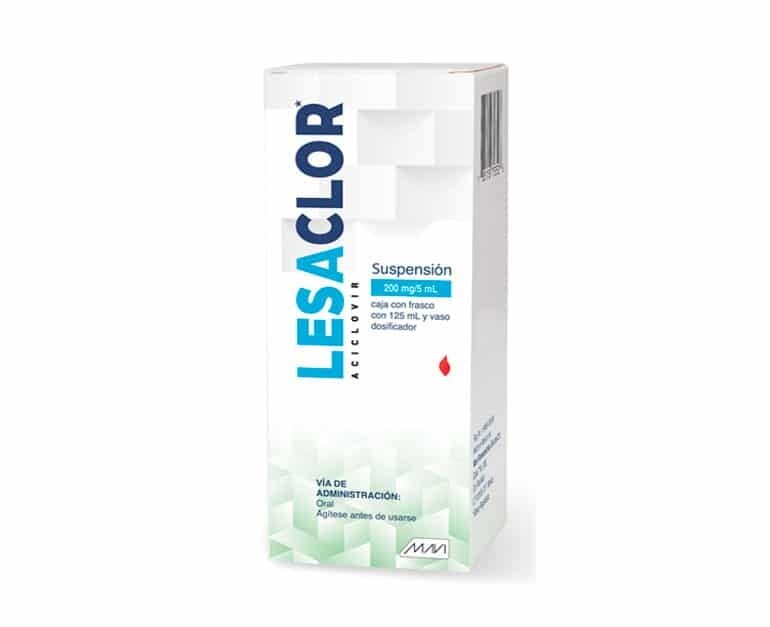 LESACLOR*
ACICLOVIR
Suspensión
200 mg/5 mL
caja con frasco
con 125 mL y vaso
dosificador
VÍA DE
ADMINISTRACIÓN:
Oral
Agítese antes de usarse
MAVI